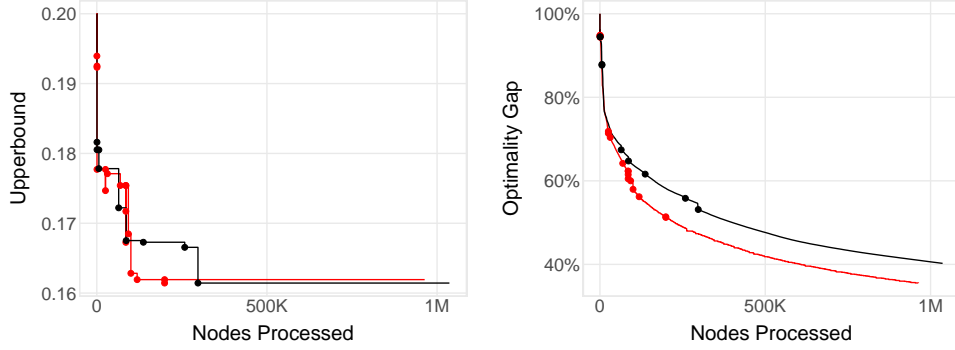 0.20
0.19
0.18
0.17
0.16
Upperbound
0
500K
1M
Nodes Processed
100%
80%
60%
40%
Optimality Gap
0
500K
1M
Nodes Processed